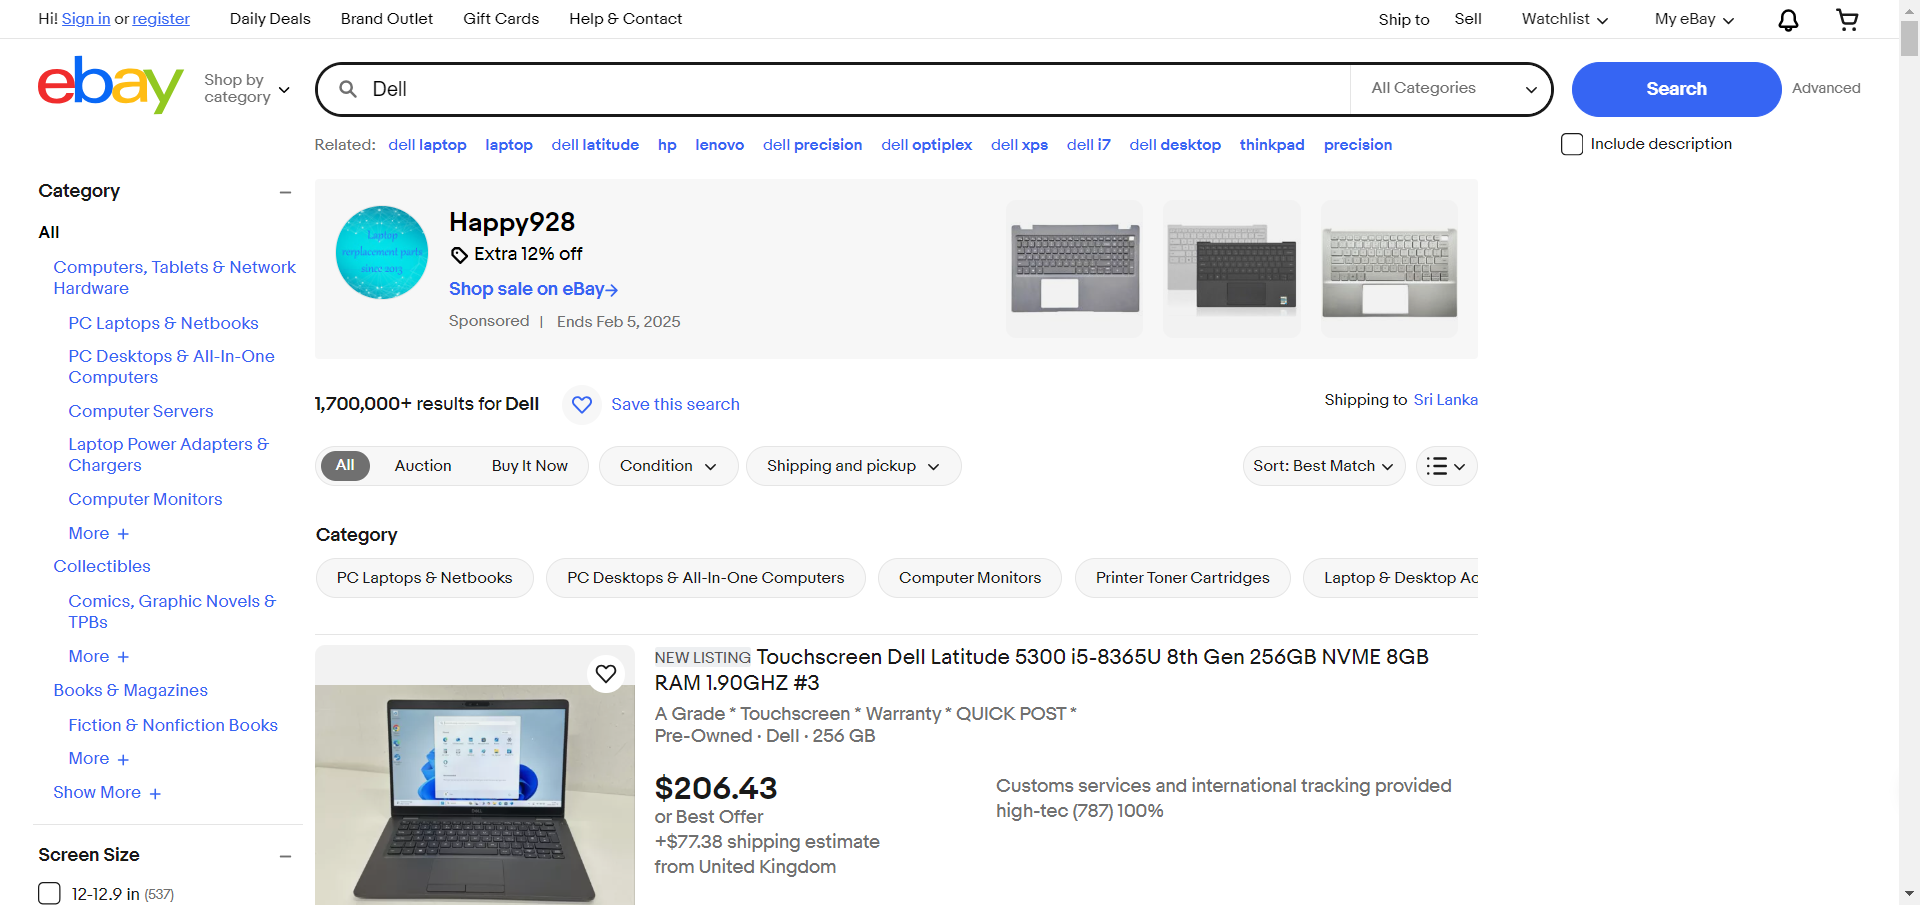 Hi! Sign in or register
Daily Deals
Brand Outlet
Gift Cards
Help & Contact
Ship to
Sell
Watchlist
My eBay
ebay
Shop by
category
Dell
All Categories
Search
Advanced
Related: dell laptop laptop dell latitude hp lenovo dell precision dell optiplex dell xps dell i7 dell desktop thinkpad precision
Include description
Category
All
Computers, Tablets & Network
Hardware
PC Laptops & Netbooks
PC Desktops & All-In-One
Computers
Computer Servers
Laptop Power Adapters &
Chargers
Computer Monitors
More +
Collectibles
Comics, Graphic Novels &
TPBs
More +
Books & Magazines
Fiction & Nonfiction Books
More +
Show More +
Screen Size
12-12.9 in (537)
Laptop
rerplacement parts
since 2013
Happy928
Extra 12% off
Shop sale on eBay→
Sponsored | Ends Feb 5, 2025
1,700,000+ results for Dell
Save this search
Shipping to Sri Lanka
All
Auction
Buy It Now
Condition
Shipping and pickup
Sort: Best Match
Category
PC Laptops & Netbooks
PC Desktops & All-In-One Computers
Computer Monitors
Printer Toner Cartridges
Laptop & Desktop Ac
NEW LISTING Touchscreen Dell Latitude 5300 i5-8365U 8th Gen 256GB NVME 8GB
RAM 1.90GHZ #3
A Grade * Touchscreen * Warranty * QUICK POST *
Pre-Owned · Dell · 256 GB
$206.43
or Best Offer
+$77.38 shipping estimate
from United Kingdom
Customs services and international tracking provided
high-tec (787) 100%